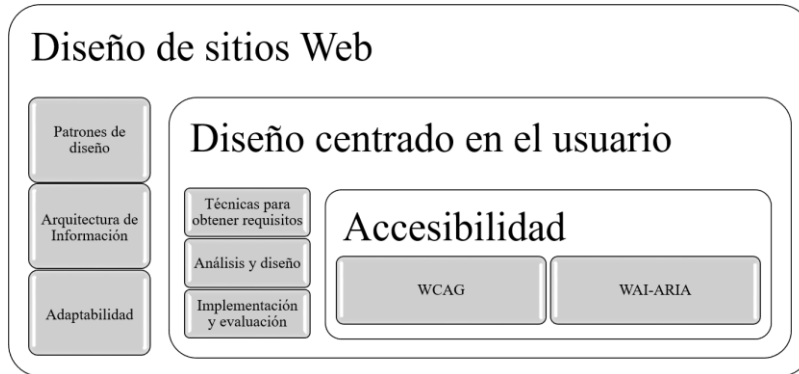 Diseño de sitios Web
Patrones de
diseño
Arquitectura de
Información
Adaptabilidad
Diseño centrado en el usuario
Técnicas para
obtener requisitos
Análisis y diseño
Implementación
y evaluación
Accesibilidad
WCAG
WAI-ARIA